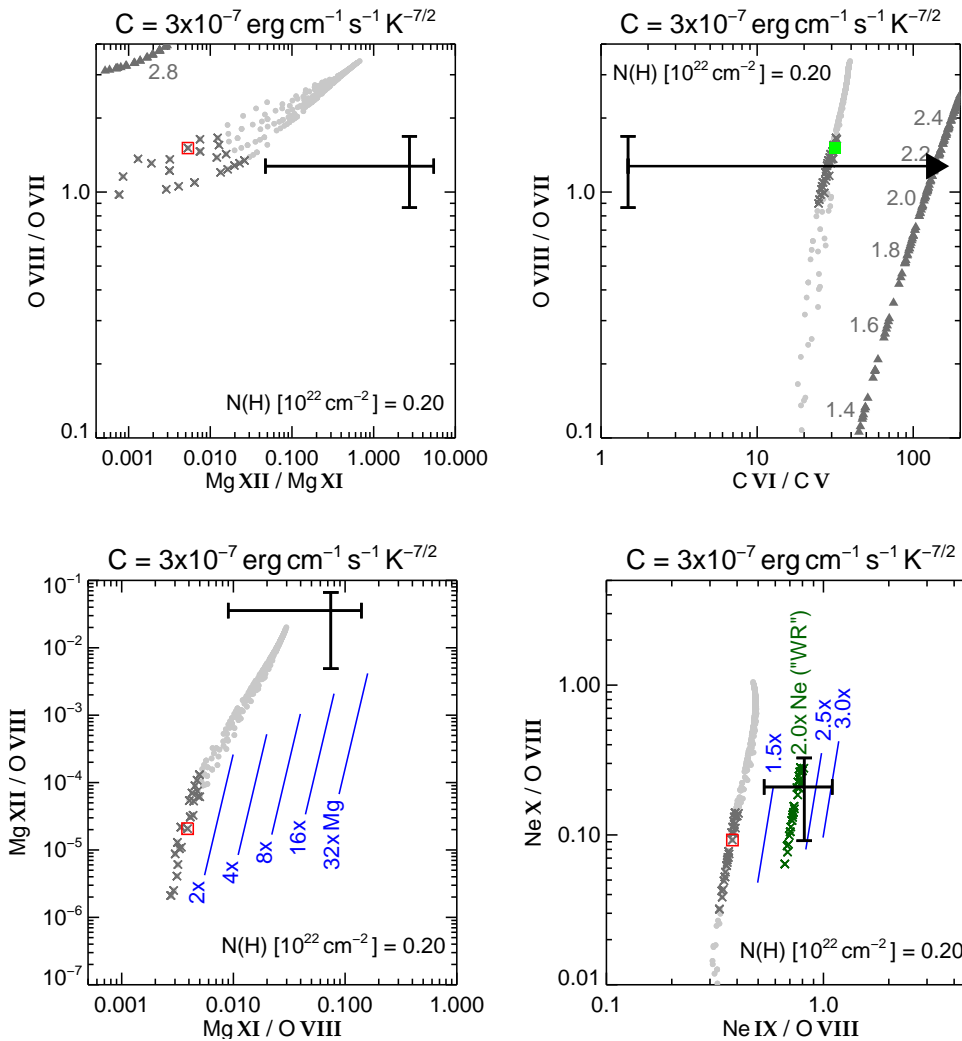 C = 3x10⁻⁷ erg cm⁻¹ s⁻¹ K⁻⁷ᐟ²
2.8
1.0
0.1
O VIII / O VII
N(H) [10²² cm⁻²] = 0.20
0.001 0.010 0.100 1.000 10.000
Mg XII / Mg XI
C = 3x10⁻⁷ erg cm⁻¹ s⁻¹ K⁻⁷ᐟ²
N(H) [10²² cm⁻²] = 0.20
2.4
2.2
2.0
1.8
1.6
1.4
1.0
0.1
O VIII / O VII
1 10 100
C VI / C V
C = 3x10⁻⁷ erg cm⁻¹ s⁻¹ K⁻⁷ᐟ²
10⁻¹
10⁻²
10⁻³
10⁻⁴
10⁻⁵
10⁻⁶
10⁻⁷
Mg XII / O VIII
2x
4x
8x
16x
32x Mg
N(H) [10²² cm⁻²] = 0.20
0.001 0.010 0.100 1.000
Mg XI / O VIII
C = 3x10⁻⁷ erg cm⁻¹ s⁻¹ K⁻⁷ᐟ²
1.00
0.10
0.01
Ne X / O VIII
1.5x
2.0x Ne ("WR")
2.5x
3.0x
N(H) [10²² cm⁻²] = 0.20
0.1 1.0
Ne IX / O VIII